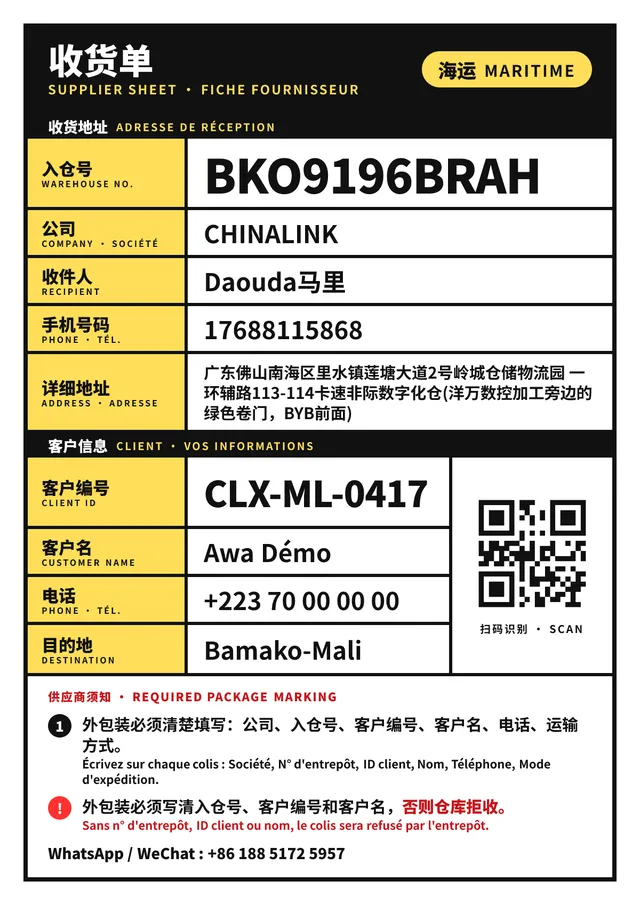 收货单
SUPPLIER SHEET • FICHE FOURNISSEUR
海运 MARITIME
收货地址 ADRESSE DE RÉCEPTION
入仓号
WAREHOUSE NO.
BKO9196BRAH
公司
COMPANY • SOCIÉTÉ
CHINALINK
收件人
RECIPIENT
Daouda马里
手机号码
PHONE • TÉL.
17688115868
详细地址
ADDRESS • ADRESSE
广东佛山南海区里水镇莲塘大道2号岭城仓储物流园 一
环辅路113-114卡速非际数字化仓(洋万数控加工旁边的
绿色卷门，BYB前面)
客户信息 CLIENT • VOS INFORMATIONS
客户编号
CLIENT ID
CLX-ML-0417
客户名
CUSTOMER NAME
Awa Démo
电话
PHONE • TÉL.
+223 70 00 00 00
目的地
DESTINATION
Bamako-Mali
扫码识别 • SCAN
供应商须知 • REQUIRED PACKAGE MARKING
1 外包装必须清楚填写：公司、入仓号、客户编号、客户名、电话、运输
方式。
Écrivez sur chaque colis : Société, N° d'entrepôt, ID client, Nom, Téléphone, Mode
d'expédition.
! 外包装必须写清入仓号、客户编号和客户名，否则仓库拒收。
Sans n° d'entrepôt, ID client ou nom, le colis sera refusé par l'entrepôt.
WhatsApp / WeChat : +86 188 5172 5957